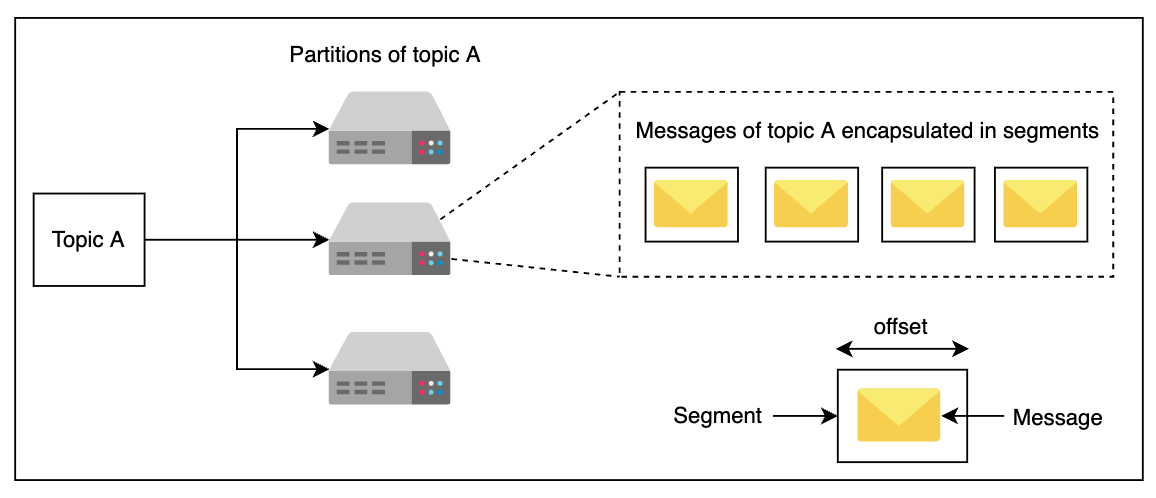 Partitions of topic A
Messages of topic A encapsulated in segments
Topic A
offset
Segment
Message